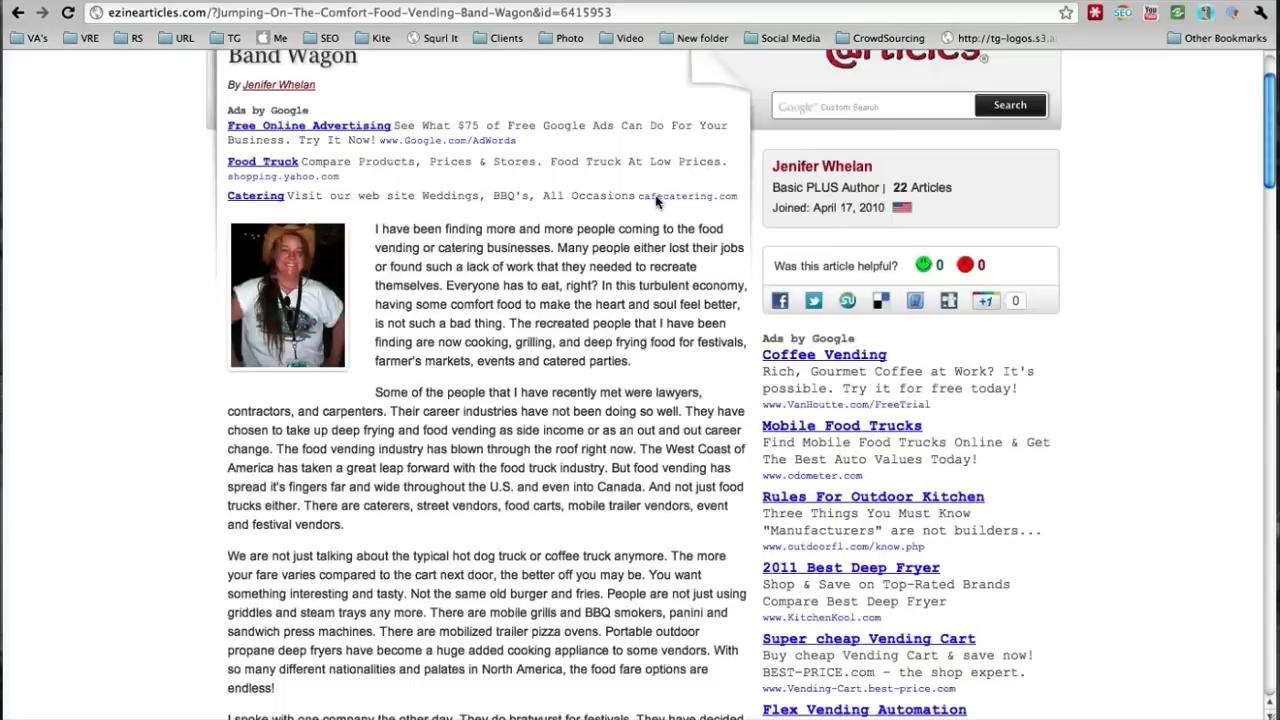 ezinearticles.com/?Jumping-On-The-Comfort-Food-Vending-Band-Wagon&id=6415953
VA's VRE RS URL TG Me SEO Kite Squrl It Clients Photo Video New folder Social Media CrowdSourcing http://tg-logos.s3.a Other Bookmarks
Band Wagon
By Jenifer Whelan
Ads by Google
Free Online Advertising See What $75 of Free Google Ads Can Do For Your
Business. Try It Now! www.Google.com/AdWords
Food Truck Compare Products, Prices & Stores. Food Truck At Low Prices.
shopping.yahoo.com
Catering Visit our web site Weddings, BBQ's, All Occasions cafecatering.com
I have been finding more and more people coming to the food
vending or catering businesses. Many people either lost their jobs
or found such a lack of work that they needed to recreate
themselves. Everyone has to eat, right? In this turbulent economy,
having some comfort food to make the heart and soul feel better,
is not such a bad thing. The recreated people that I have been
finding are now cooking, grilling, and deep frying food for festivals,
farmer's markets, events and catered parties.
Some of the people that I have recently met were lawyers,
contractors, and carpenters. Their career industries have not been doing so well. They have
chosen to take up deep frying and food vending as side income or as an out and out career
change. The food vending industry has blown through the roof right now. The West Coast of
America has taken a great leap forward with the food truck industry. But food vending has
spread it's fingers far and wide throughout the U.S. and even into Canada. And not just food
trucks either. There are caterers, street vendors, food carts, mobile trailer vendors, event
and festival vendors.
We are not just talking about the typical hot dog truck or coffee truck anymore. The more
your fare varies compared to the cart next door, the better off you may be. You want
something interesting and tasty. Not the same old burger and fries. People are not just using
griddles and steam trays any more. There are mobile grills and BBQ smokers, panini and
sandwich press machines. There are mobilized trailer pizza ovens. Portable outdoor
propane deep fryers have become a huge added cooking appliance to some vendors. With
so many different nationalities and palates in North America, the food fare options are
endless!
I spoke with one company the other day. They do bratwurst for festivals. They have decided
articles
Google Custom Search Search
Jenifer Whelan
Basic PLUS Author | 22 Articles
Joined: April 17, 2010
Was this article helpful? 0 0
+1 0
Ads by Google
Coffee Vending
Rich, Gourmet Coffee at Work? It's
possible. Try it for free today!
www.VanHoutte.com/FreeTrial
Mobile Food Trucks
Find Mobile Food Trucks Online & Get
The Best Auto Values Today!
www.odometer.com
Rules For Outdoor Kitchen
Three Things You Must Know
"Manufacturers" are not builders...
www.outdoorfl.com/know.php
2011 Best Deep Fryer
Shop & Save on Top-Rated Brands
Compare Best Deep Fryer
www.KitchenKool.com
Super cheap Vending Cart
Buy cheap Vending Cart & save now!
BEST-PRICE.com - the shop expert.
www.Vending-Cart.best-price.com
Flex Vending Automation